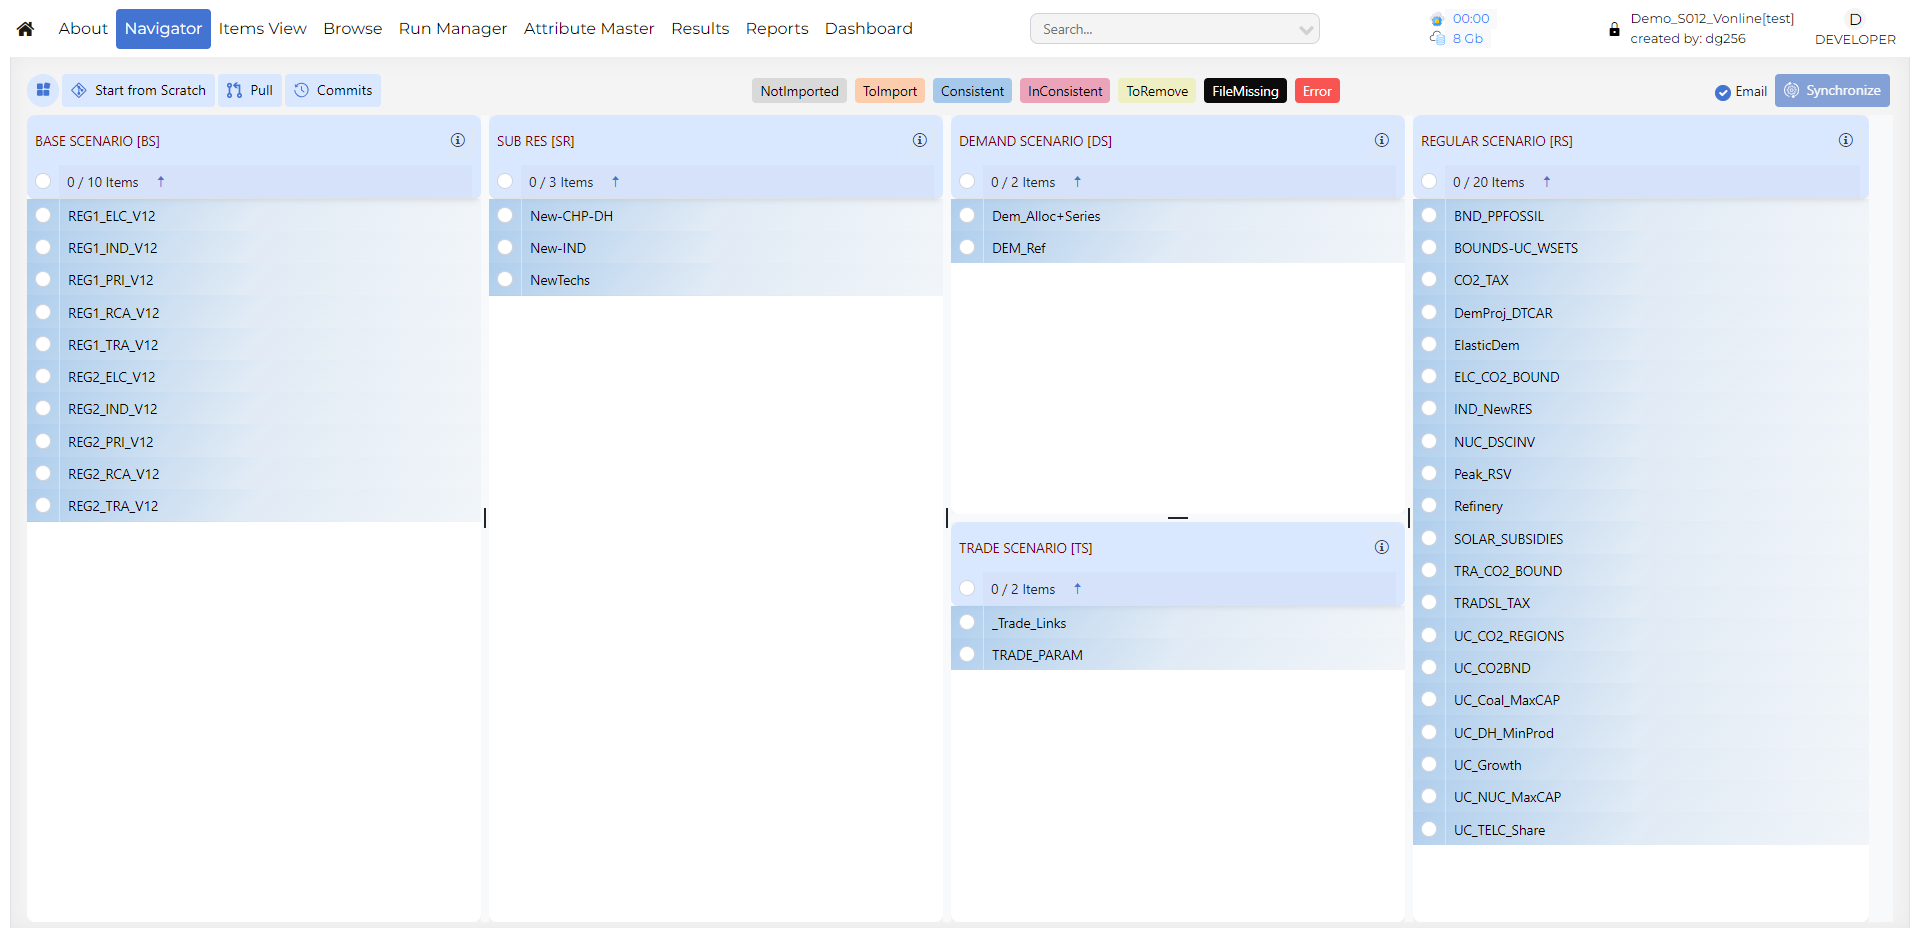 About Navigator Items View Browse Run Manager Attribute Master Results Reports Dashboard
Search...
00:00
8 Gb
Demo_S012_Vonline[test]
created by: dg256
D
DEVELOPER
Start from Scratch Pull Commits
NotImported ToImport Consistent InConsistent ToRemove FileMissing Error
Email Synchronize
BASE SCENARIO [BS]
0 / 10 Items ↑
REG1_ELC_V12
REG1_IND_V12
REG1_PRI_V12
REG1_RCA_V12
REG1_TRA_V12
REG2_ELC_V12
REG2_IND_V12
REG2_PRI_V12
REG2_RCA_V12
REG2_TRA_V12
SUB RES [SR]
0 / 3 Items ↑
New-CHP-DH
New-IND
NewTechs
DEMAND SCENARIO [DS]
0 / 2 Items ↑
Dem_Alloc+Series
DEM_Ref
TRADE SCENARIO [TS]
0 / 2 Items ↑
_Trade_Links
TRADE_PARAM
REGULAR SCENARIO [RS]
0 / 20 Items ↑
BND_PPFOSSIL
BOUNDS-UC_WSETS
CO2_TAX
DemProj_DTCAR
ElasticDem
ELC_CO2_BOUND
IND_NewRES
NUC_DSCINV
Peak_RSV
Refinery
SOLAR_SUBSIDIES
TRA_CO2_BOUND
TRADSL_TAX
UC_CO2_REGIONS
UC_CO2BND
UC_Coal_MaxCAP
UC_DH_MinProd
UC_Growth
UC_NUC_MaxCAP
UC_TELC_Share